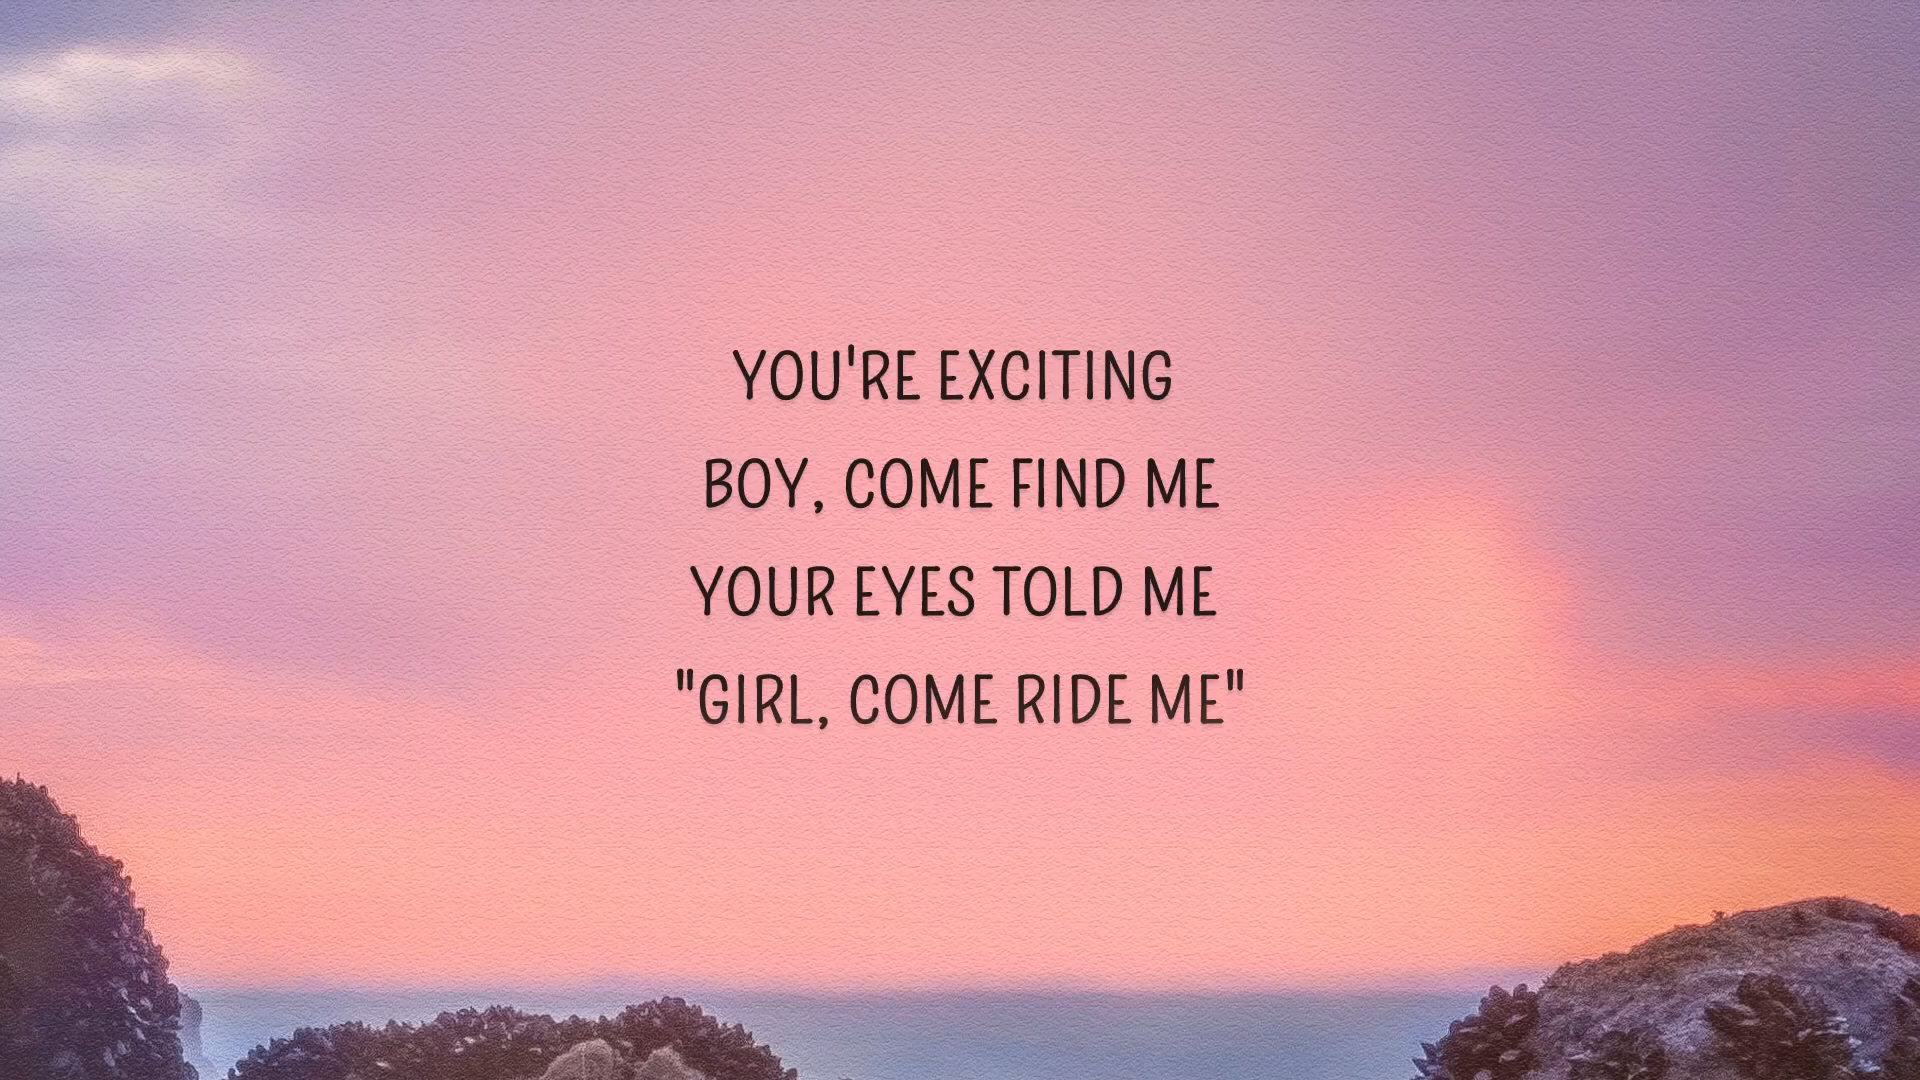 YOU'RE EXCITING
BOY, COME FIND ME
YOUR EYES TOLD ME
"GIRL, COME RIDE ME"